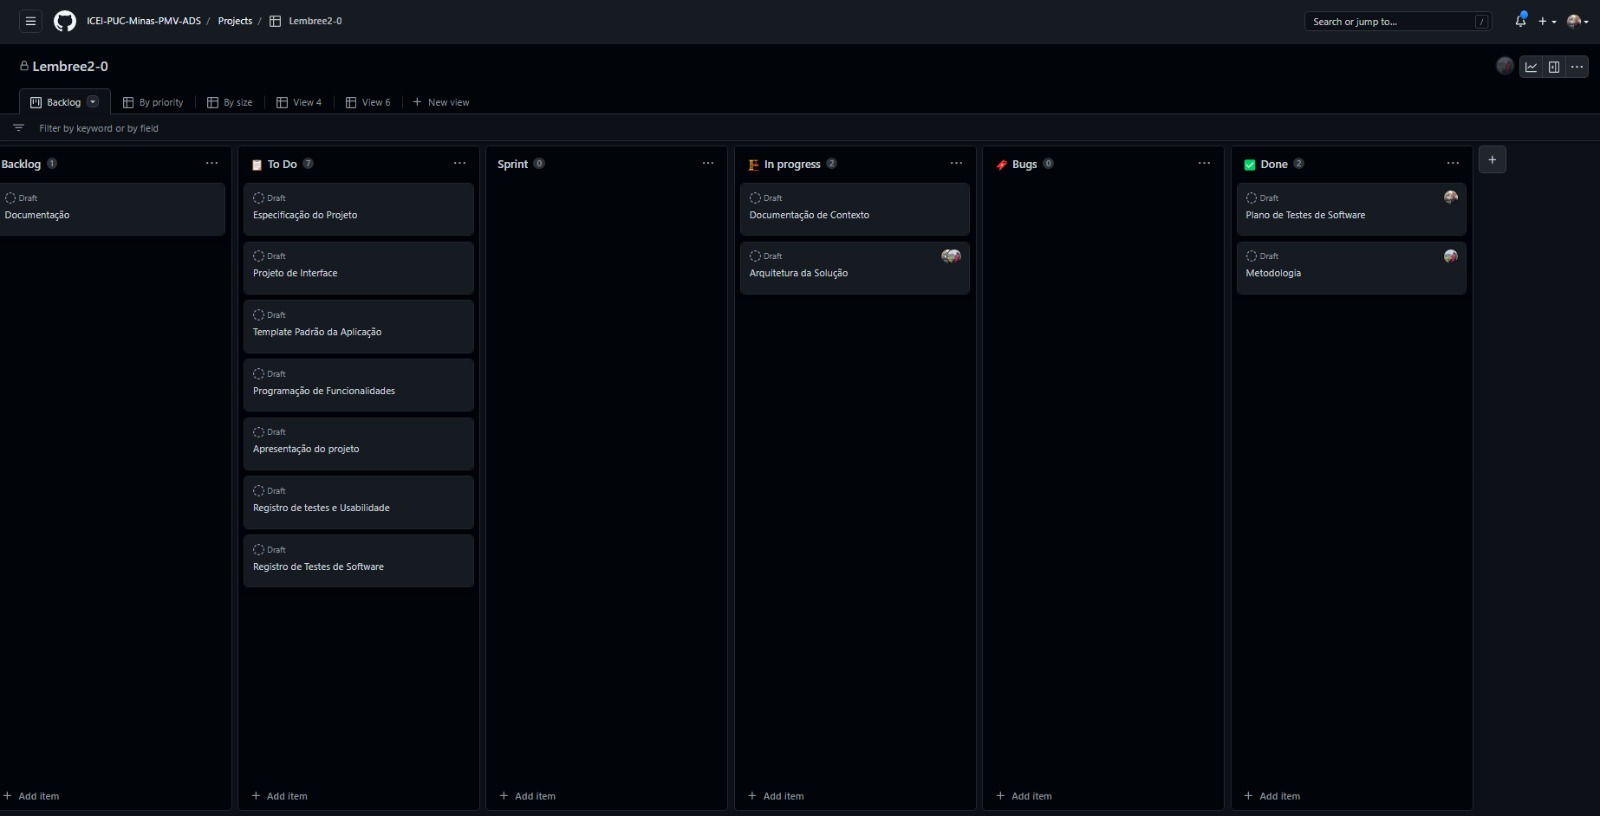 ICEI-PUC-Minas-PMV-ADS / Projects / Lembree2-0
Search or jump to... /
Lembree2-0
Backlog By priority By size View 4 View 6 + New view
Filter by keyword or by field
Backlog 1
Draft
Documentação
+ Add item
To Do 7
Draft
Especificação do Projeto
Draft
Projeto de Interface
Draft
Template Padrão da Aplicação
Draft
Programação de Funcionalidades
Draft
Apresentação do projeto
Draft
Registro de testes e Usabilidade
Draft
Registro de Testes de Software
+ Add item
Sprint 0
+ Add item
In progress 2
Draft
Documentação de Contexto
Draft
Arquitetura da Solução
+ Add item
Bugs 0
+ Add item
Done 2
Draft
Plano de Testes de Software
Draft
Metodologia
+ Add item